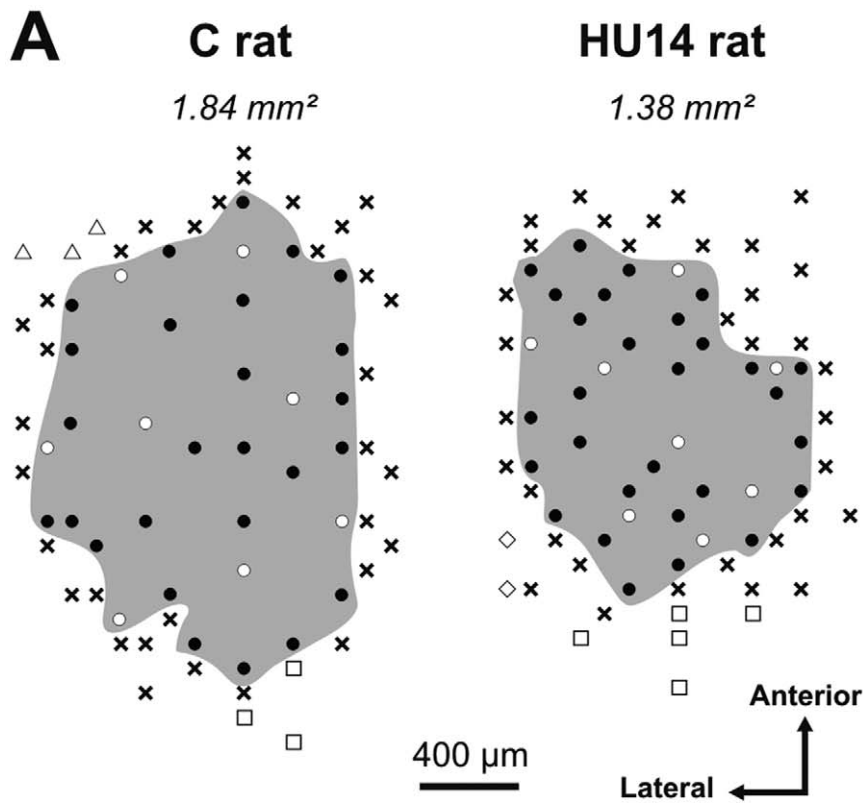 A
C rat
HU14 rat
1.84 mm²
1.38 mm²
400 µm
Anterior
Lateral